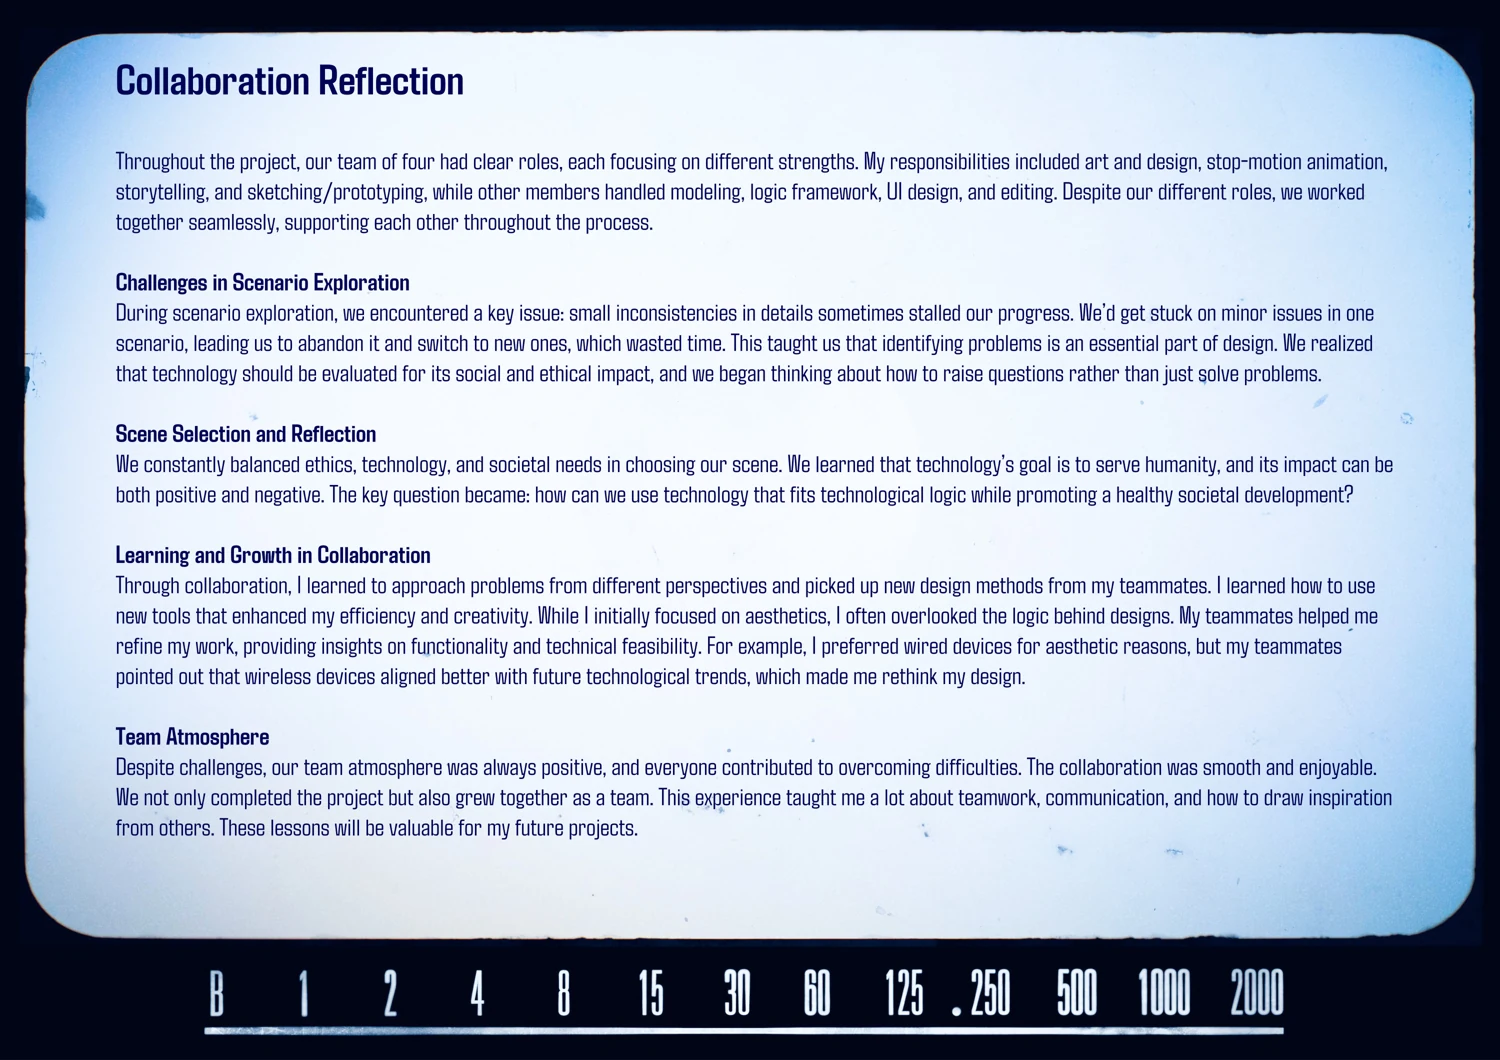 Collaboration Reflection
Throughout the project, our team of four had clear roles, each focusing on different strengths. My responsibilities included art and design, stop-motion animation,
storytelling, and sketching/prototyping, while other members handled modeling, logic framework, UI design, and editing. Despite our different roles, we worked
together seamlessly, supporting each other throughout the process.
Challenges in Scenario Exploration
During scenario exploration, we encountered a key issue: small inconsistencies in details sometimes stalled our progress. We’d get stuck on minor issues in one
scenario, leading us to abandon it and switch to new ones, which wasted time. This taught us that identifying problems is an essential part of design. We realized
that technology should be evaluated for its social and ethical impact, and we began thinking about how to raise questions rather than just solve problems.
Scene Selection and Reflection
We constantly balanced ethics, technology, and societal needs in choosing our scene. We learned that technology’s goal is to serve humanity, and its impact can be
both positive and negative. The key question became: how can we use technology that fits technological logic while promoting a healthy societal development?
Learning and Growth in Collaboration
Through collaboration, I learned to approach problems from different perspectives and picked up new design methods from my teammates. I learned how to use
new tools that enhanced my efficiency and creativity. While I initially focused on aesthetics, I often overlooked the logic behind designs. My teammates helped me
refine my work, providing insights on functionality and technical feasibility. For example, I preferred wired devices for aesthetic reasons, but my teammates
pointed out that wireless devices aligned better with future technological trends, which made me rethink my design.
Team Atmosphere
Despite challenges, our team atmosphere was always positive, and everyone contributed to overcoming difficulties. The collaboration was smooth and enjoyable.
We not only completed the project but also grew together as a team. This experience taught me a lot about teamwork, communication, and how to draw inspiration
from others. These lessons will be valuable for my future projects.
B 1 2 4 8 15 30 60 125 . 250 500 1000 2000